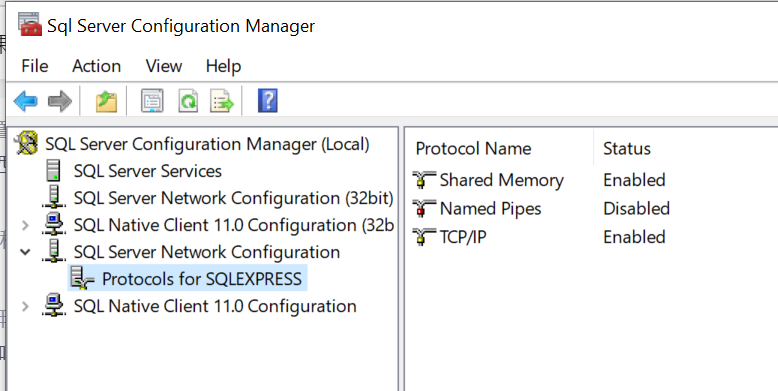 Sql Server Configuration Manager
File Action View Help
SQL Server Configuration Manager (Local)
SQL Server Services
SQL Server Network Configuration (32bit)
SQL Native Client 11.0 Configuration (32b
SQL Server Network Configuration
Protocols for SQLEXPRESS
SQL Native Client 11.0 Configuration
Protocol Name Status
Shared Memory Enabled
Named Pipes Disabled
TCP/IP Enabled